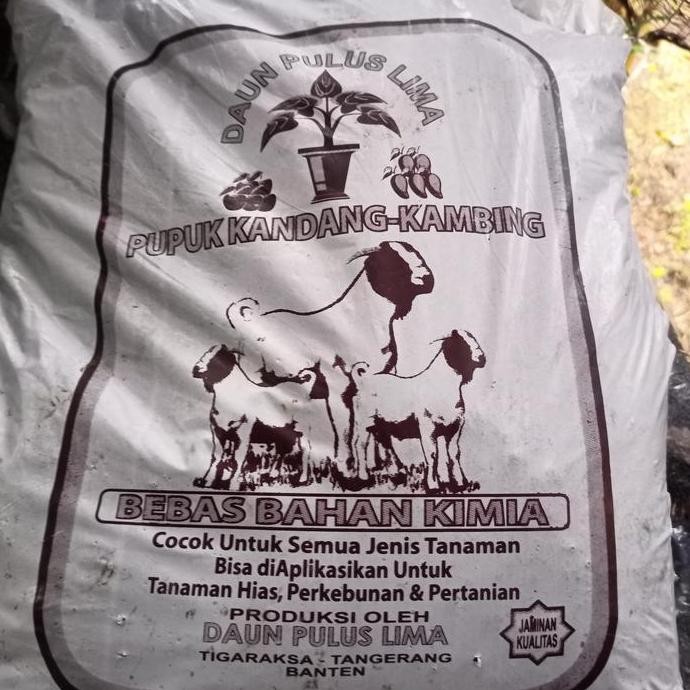 DAUN PULUS LIMA
PUPUK KANDANG-KAMBING
BEBAS BAHAN KIMIA
Cocok Untuk Semua Jenis Tanaman
Bisa diAplikasikan Untuk
Tanaman Hias, Perkebunan & Pertanian
PRODUKSI OLEH
DAUN PULUS LIMA
TIGARAKSA - TANGERANG
BANTEN
JAMINAN
KUALITAS